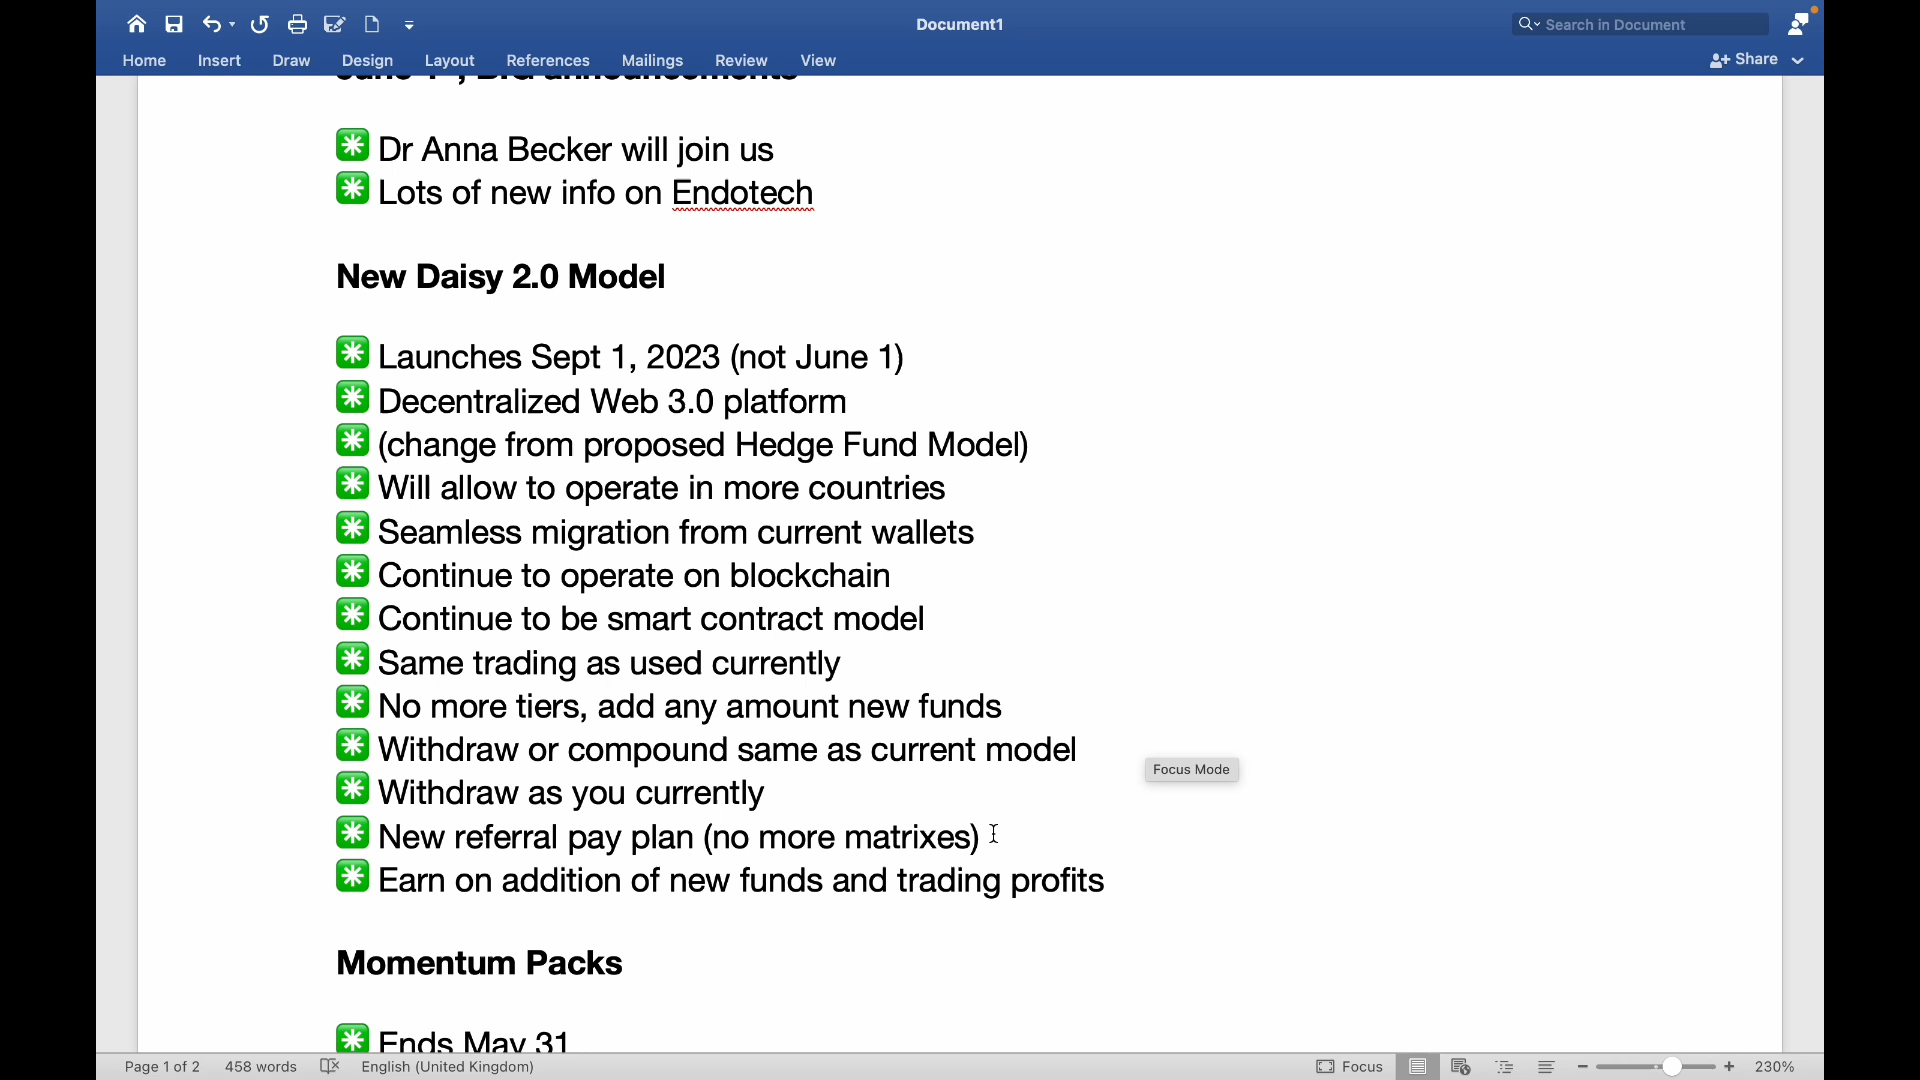 Document1
Search in Document
Home Insert Draw Design Layout References Mailings Review View
Share
Dr Anna Becker will join us
Lots of new info on Endotech
New Daisy 2.0 Model
Launches Sept 1, 2023 (not June 1)
Decentralized Web 3.0 platform
(change from proposed Hedge Fund Model)
Will allow to operate in more countries
Seamless migration from current wallets
Continue to operate on blockchain
Continue to be smart contract model
Same trading as used currently
No more tiers, add any amount new funds
Withdraw or compound same as current model
Focus Mode
Withdraw as you currently
New referral pay plan (no more matrixes)
Earn on addition of new funds and trading profits
Momentum Packs
Ends May 31
Page 1 of 2 458 words English (United Kingdom) Focus 230%